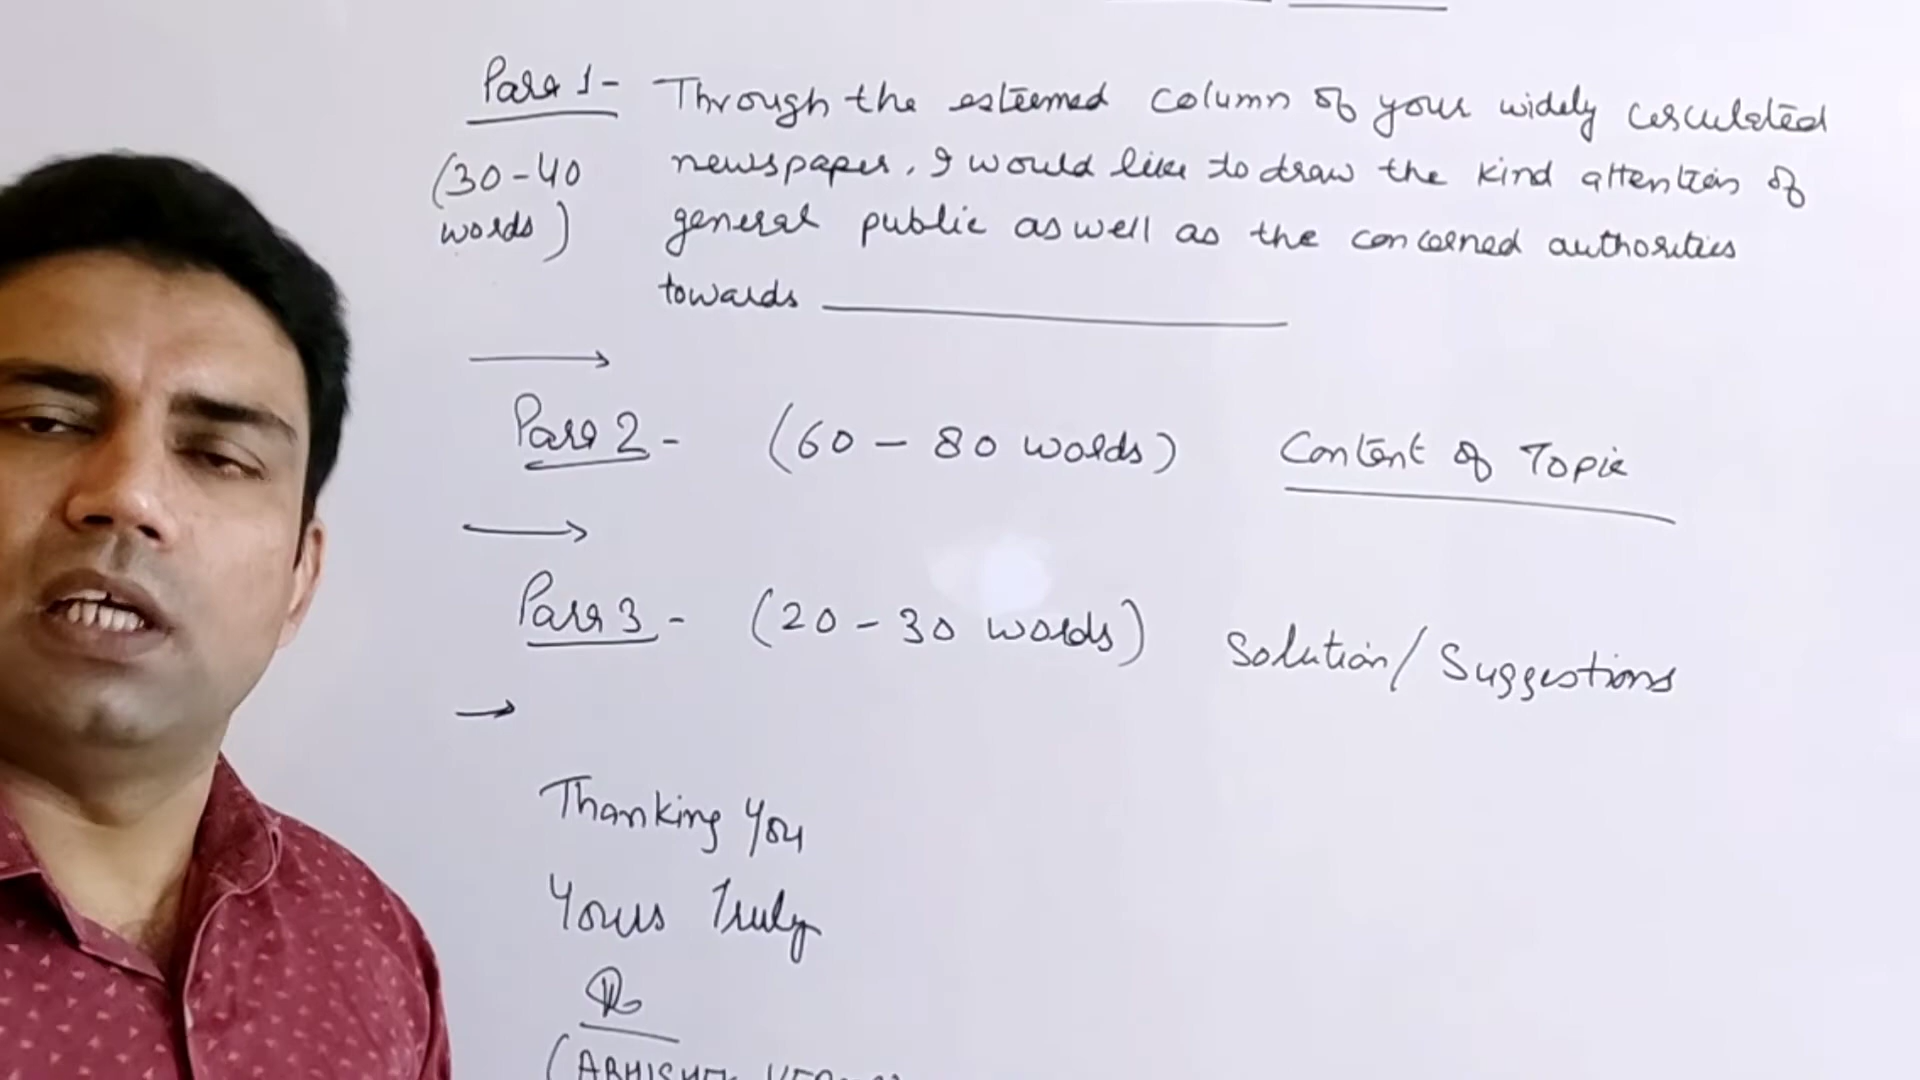 Para 1- Through the esteemed column of your widely cerculated
(30-40 newspaper, I would like to draw the kind attention of
words) general public as well as the concerned authorities
towards
Para 2- (60 - 80 words) Content of Topic
Para 3- (20 - 30 words) Solution/Suggestions
Thanking you
Yours Truly
(ABHISHEK